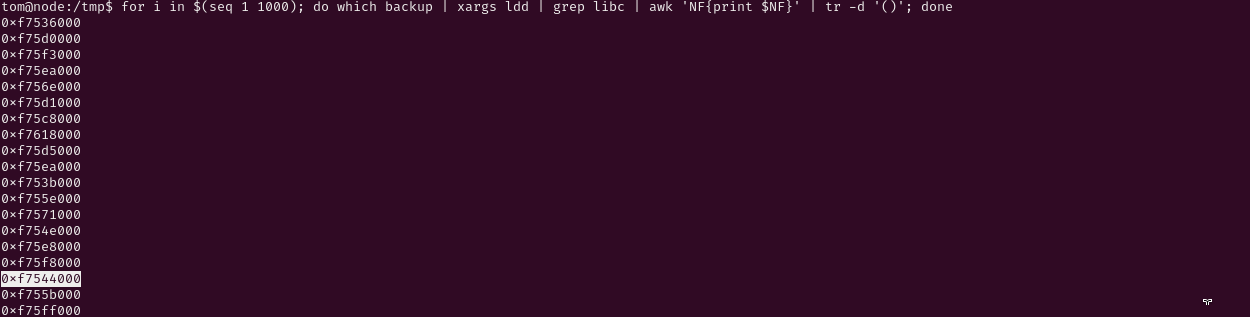 tom@node:/tmp$ for i in $(seq 1 1000); do which backup | xargs ldd | grep libc | awk 'NF{print $NF}' | tr -d '()'; done
0xf7536000
0xf75d0000
0xf75f3000
0xf75ea000
0xf756e000
0xf75d1000
0xf75c8000
0xf7618000
0xf75d5000
0xf75ea000
0xf753b000
0xf755e000
0xf7571000
0xf754e000
0xf75e8000
0xf75f8000
0xf7544000
0xf755b000
0xf75ff000